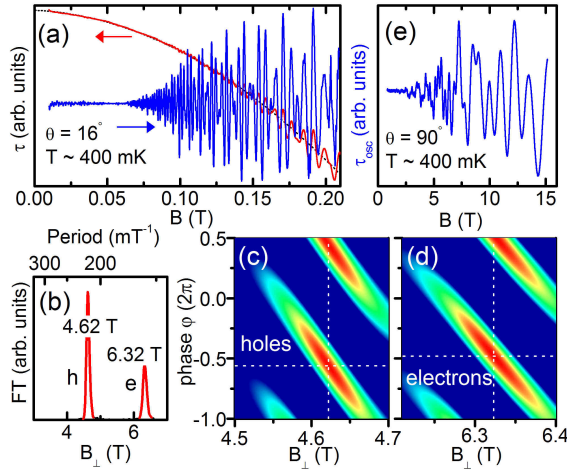 (a)
τ (arb. units)
θ = 16°
T ~ 400 mK
0.00 0.05 0.10 0.15 0.20
B (T)
(e)
τosc (arb. units)
θ = 90°
T ~ 400 mK
0 5 10 15
B (T)
Period (mT⁻¹)
300 200 100
(b)
FT (arb. units)
4.62 T
6.32 T
h e
4 6
B⊥ (T)
phase φ (2π)
0.5
0.0
-0.5
-1.0
(c)
holes
4.5 4.6 4.7
B⊥ (T)
(d)
electrons
6.3 6.4
B⊥ (T)